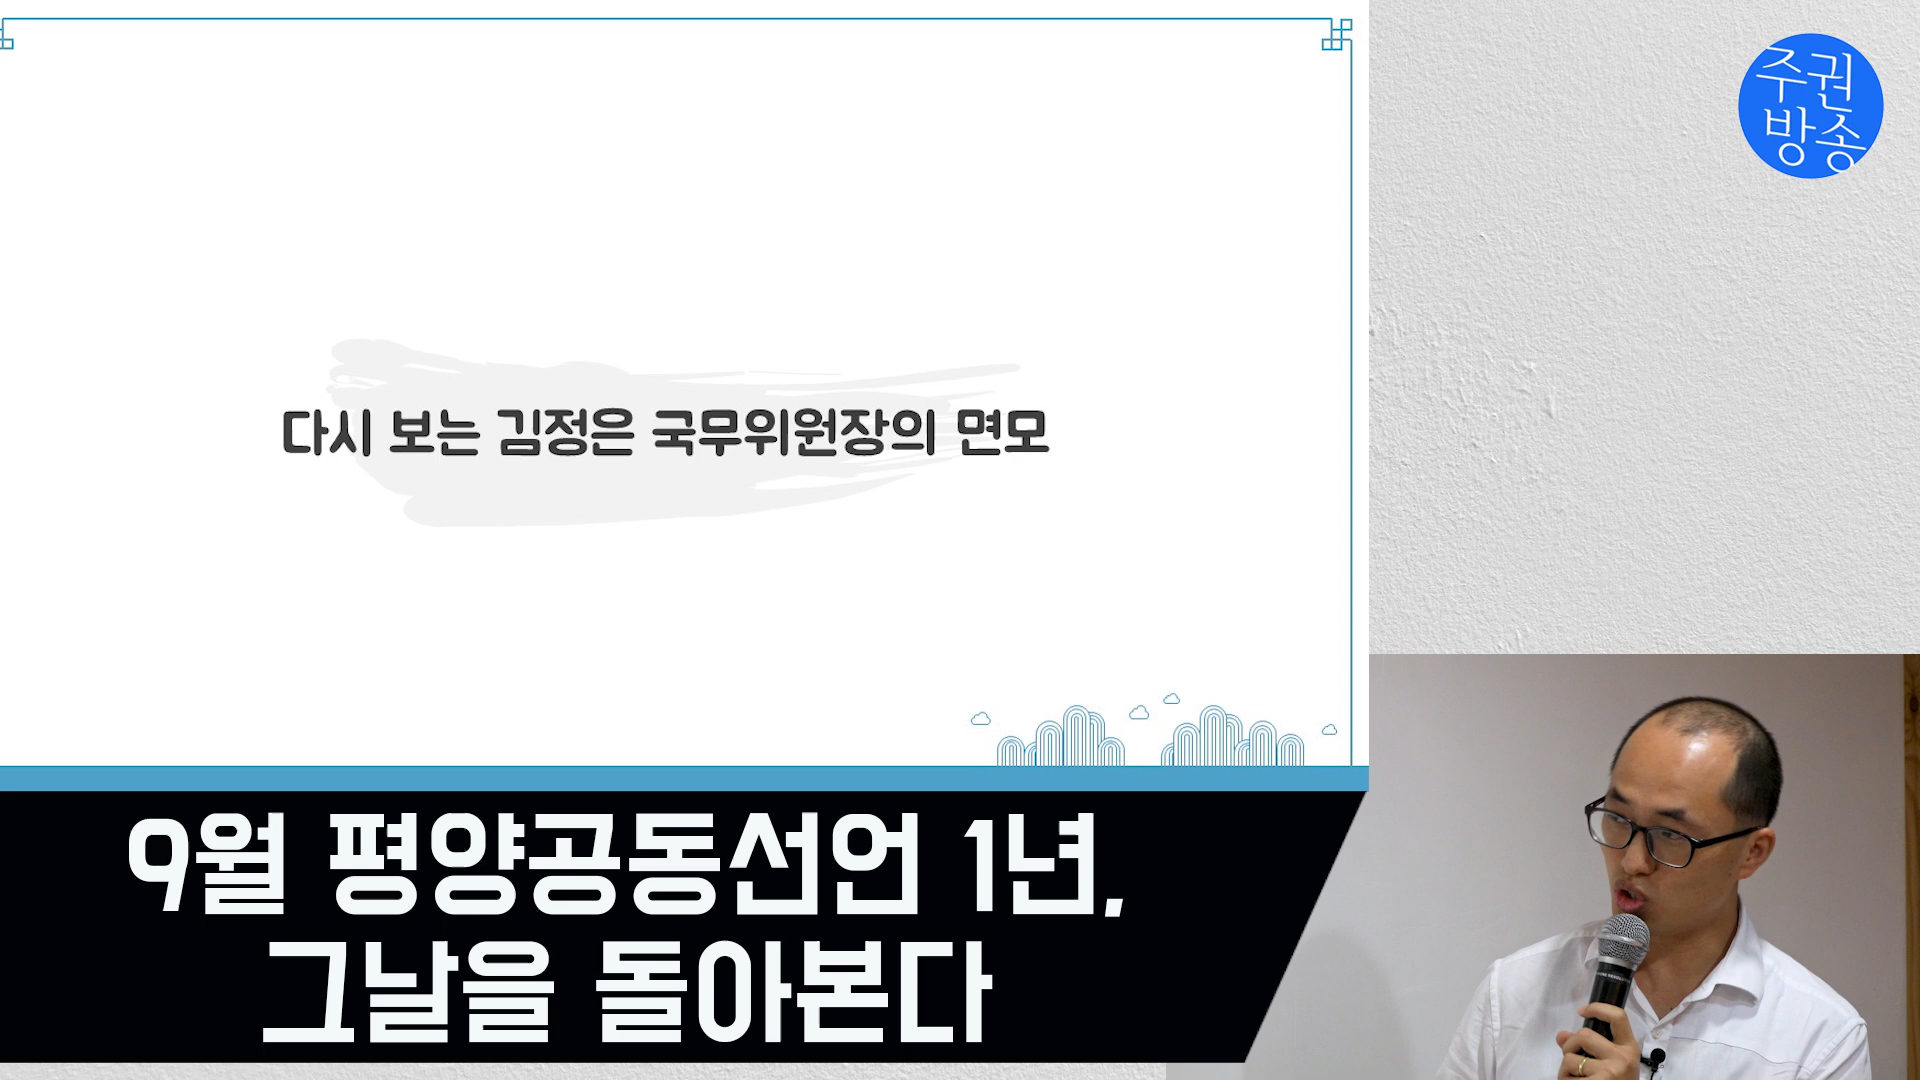 주권
방송
다시 보는 김정은 국무위원장의 면모
9월 평양공동선언 1년,
그날을 돌아본다